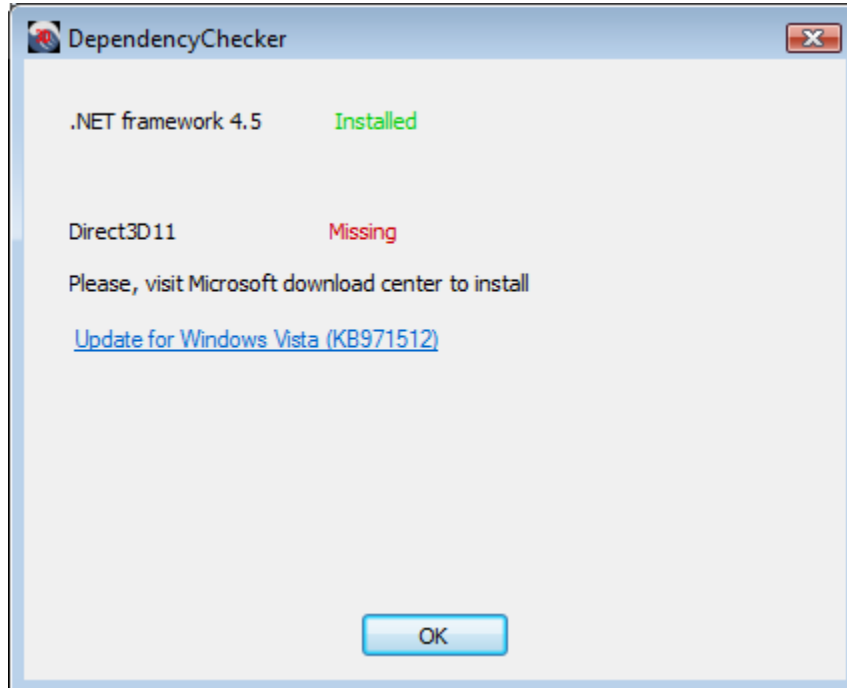 DependencyChecker
.NET framework 4.5 Installed
Direct3D11 Missing
Please, visit Microsoft download center to install
Update for Windows Vista (KB971512)
OK